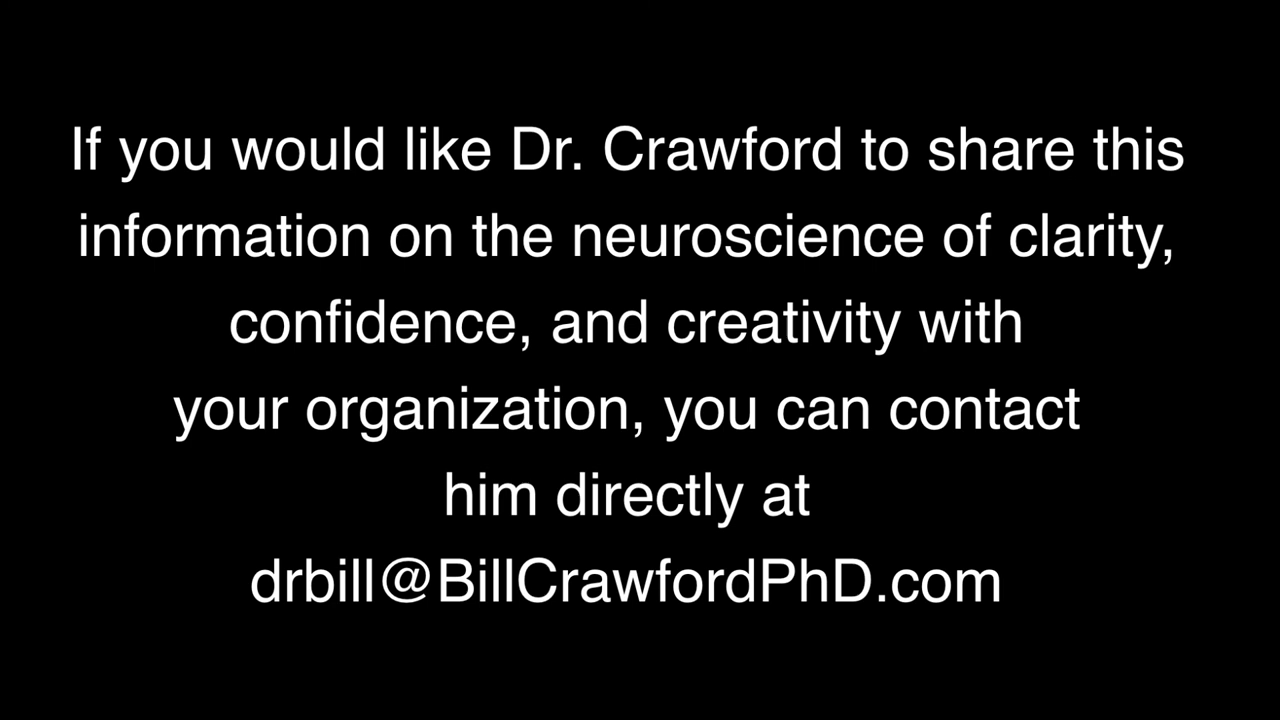 If you would like Dr. Crawford to share this
information on the neuroscience of clarity,
confidence, and creativity with
your organization, you can contact
him directly at
drbill@BillCrawfordPhD.com